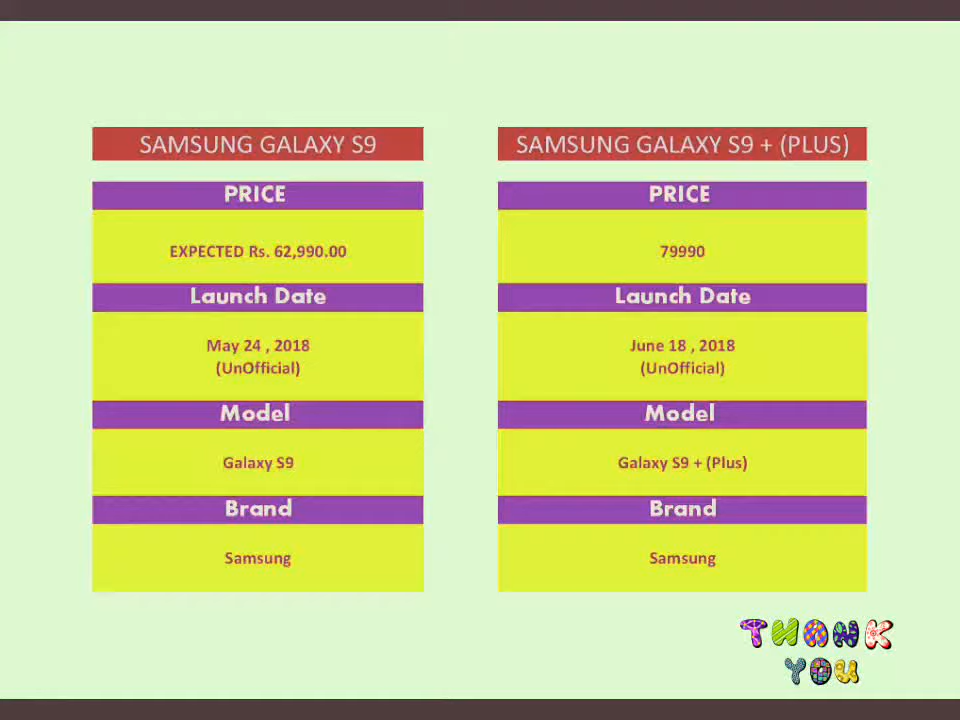 SAMSUNG GALAXY S9
PRICE
EXPECTED Rs. 62,990.00
Launch Date
May 24 , 2018
(UnOfficial)
Model
Galaxy S9
Brand
Samsung
SAMSUNG GALAXY S9 + (PLUS)
PRICE
79990
Launch Date
June 18 , 2018
(UnOfficial)
Model
Galaxy S9 + (Plus)
Brand
Samsung
THANK
YOU